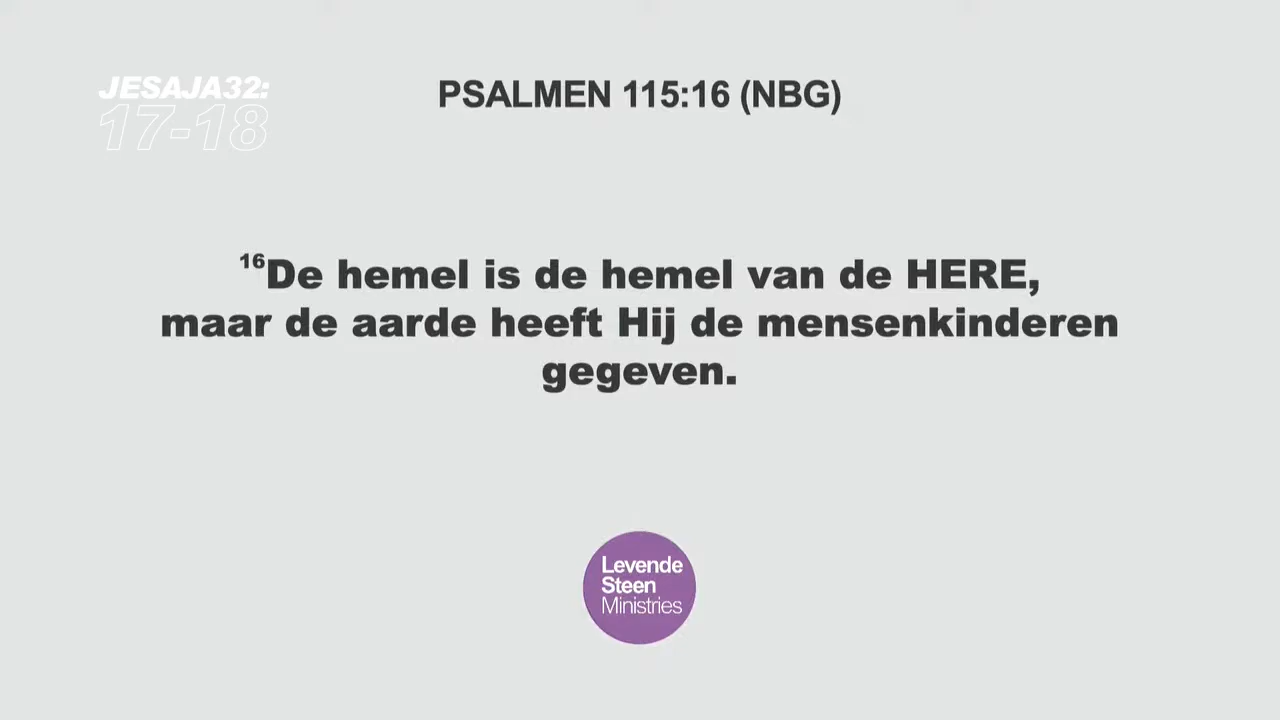 JESAJA32:
17-18
PSALMEN 115:16 (NBG)
16De hemel is de hemel van de HERE,
maar de aarde heeft Hij de mensenkinderen
gegeven.
Levende
Steen
Ministries